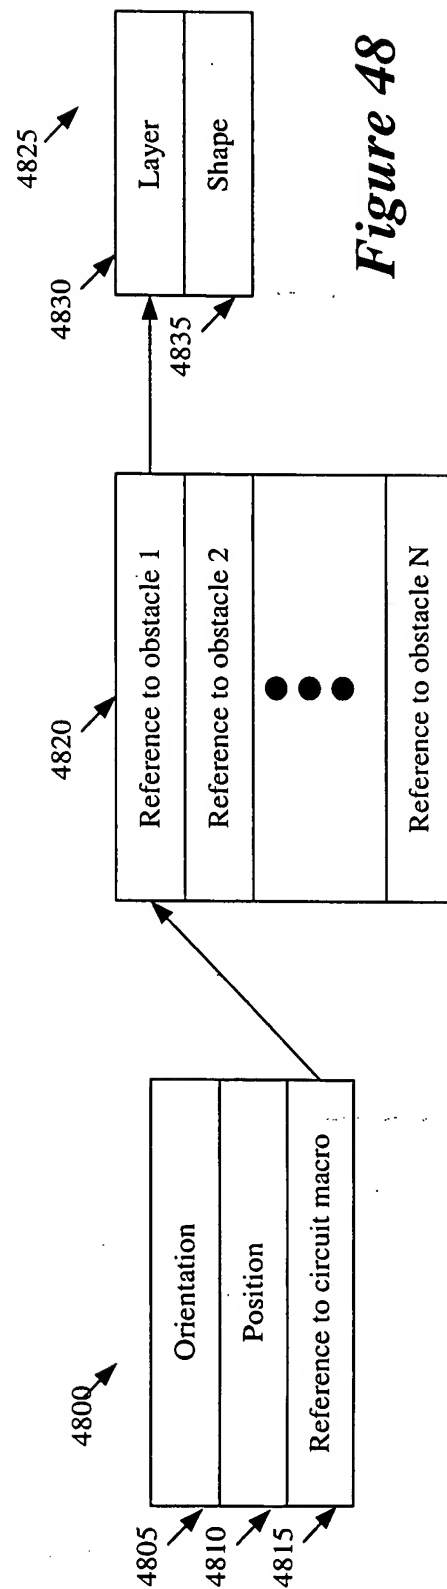 4800
4805
Orientation
4810
Position
4815
Reference to circuit macro
4820
Reference to obstacle 1
Reference to obstacle 2
Reference to obstacle N
4825
4830
Layer
4835
Shape
Figure 48